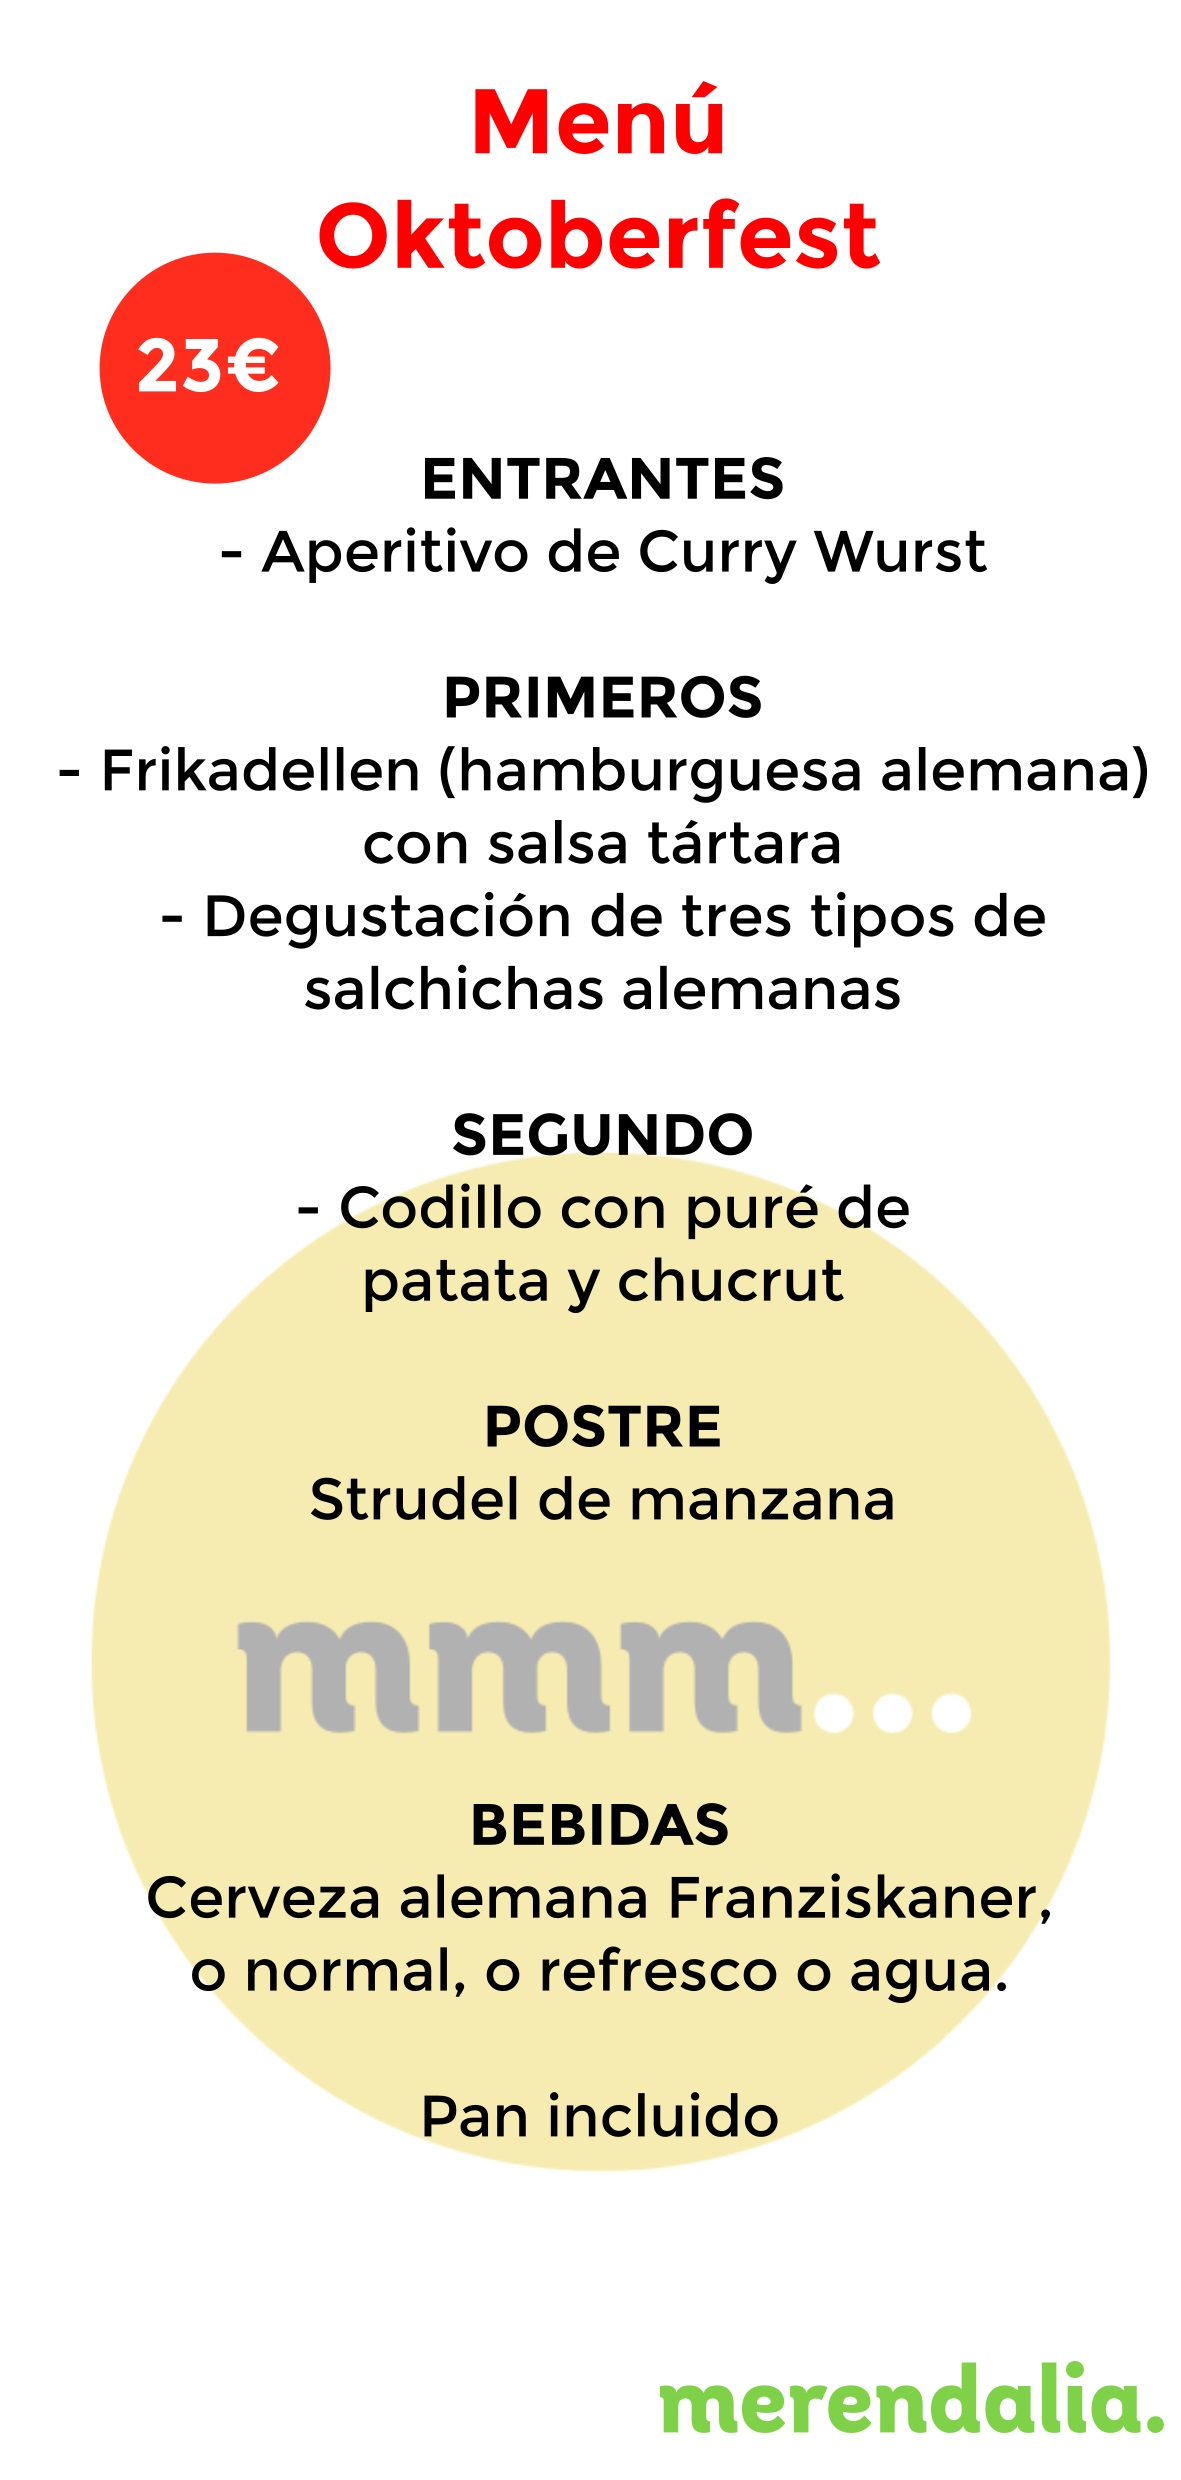 Menú
Oktoberfest
23€
ENTRANTES
- Aperitivo de Curry Wurst
PRIMEROS
- Frikadellen (hamburguesa alemana)
con salsa tártara
- Degustación de tres tipos de
salchichas alemanas
SEGUNDO
- Codillo con puré de
patata y chucrut
POSTRE
Strudel de manzana
mmm...
BEBIDAS
Cerveza alemana Franziskaner,
o normal, o refresco o agua.
Pan incluido
merendalia.